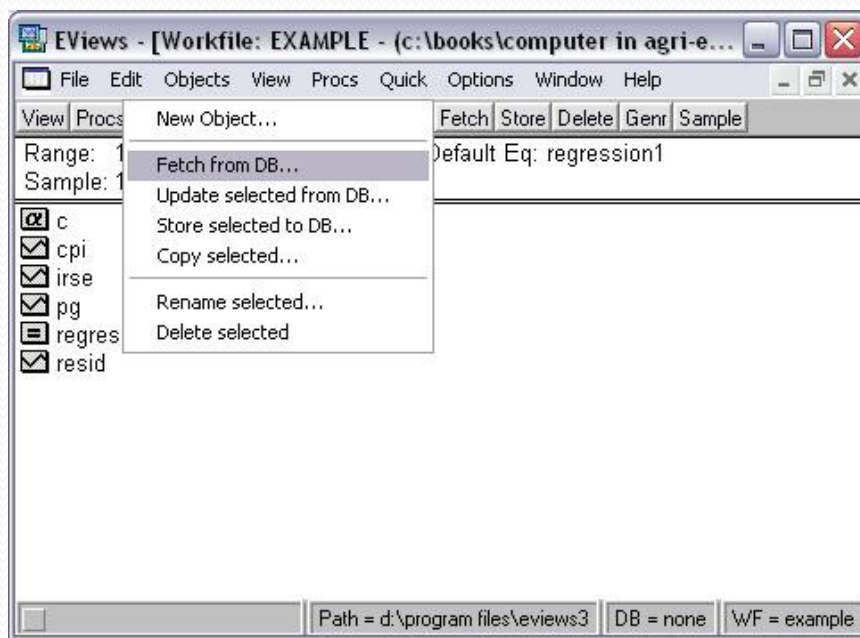 EViews - [Workfile: EXAMPLE - (c:\books\computer in agri-e...
File Edit Objects View Procs Quick Options Window Help
View Procs Fetch Store Delete Genr Sample
Range: 1 Default Eq: regression1
Sample: 1
New Object...
Fetch from DB...
Update selected from DB...
Store selected to DB...
Copy selected...
Rename selected...
Delete selected
c
cpi
irse
pg
regres
resid
Path = d:\program files\eviews3 DB = none WF = example